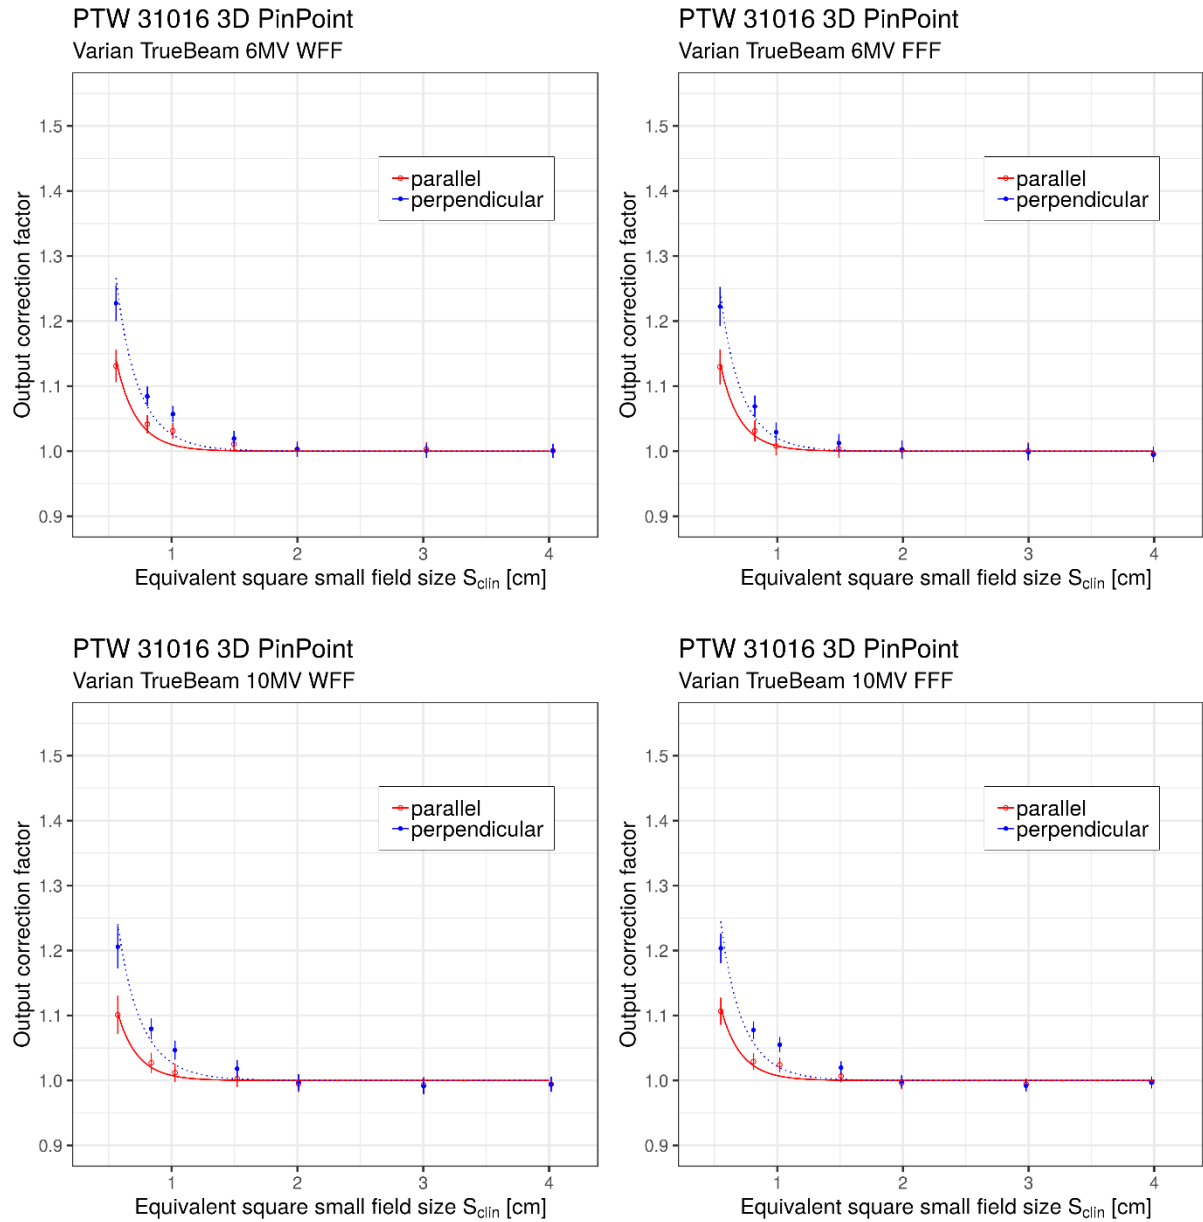 PTW 31016 3D PinPoint
Varian TrueBeam 6MV WFF
Output correction factor
1.5
1.4
1.3
1.2
1.1
1.0
0.9
parallel
perpendicular
1 2 3 4
Equivalent square small field size Sclin [cm]
PTW 31016 3D PinPoint
Varian TrueBeam 6MV FFF
Output correction factor
1.5
1.4
1.3
1.2
1.1
1.0
0.9
parallel
perpendicular
1 2 3 4
Equivalent square small field size Sclin [cm]
PTW 31016 3D PinPoint
Varian TrueBeam 10MV WFF
Output correction factor
1.5
1.4
1.3
1.2
1.1
1.0
0.9
parallel
perpendicular
1 2 3 4
Equivalent square small field size Sclin [cm]
PTW 31016 3D PinPoint
Varian TrueBeam 10MV FFF
Output correction factor
1.5
1.4
1.3
1.2
1.1
1.0
0.9
parallel
perpendicular
1 2 3 4
Equivalent square small field size Sclin [cm]